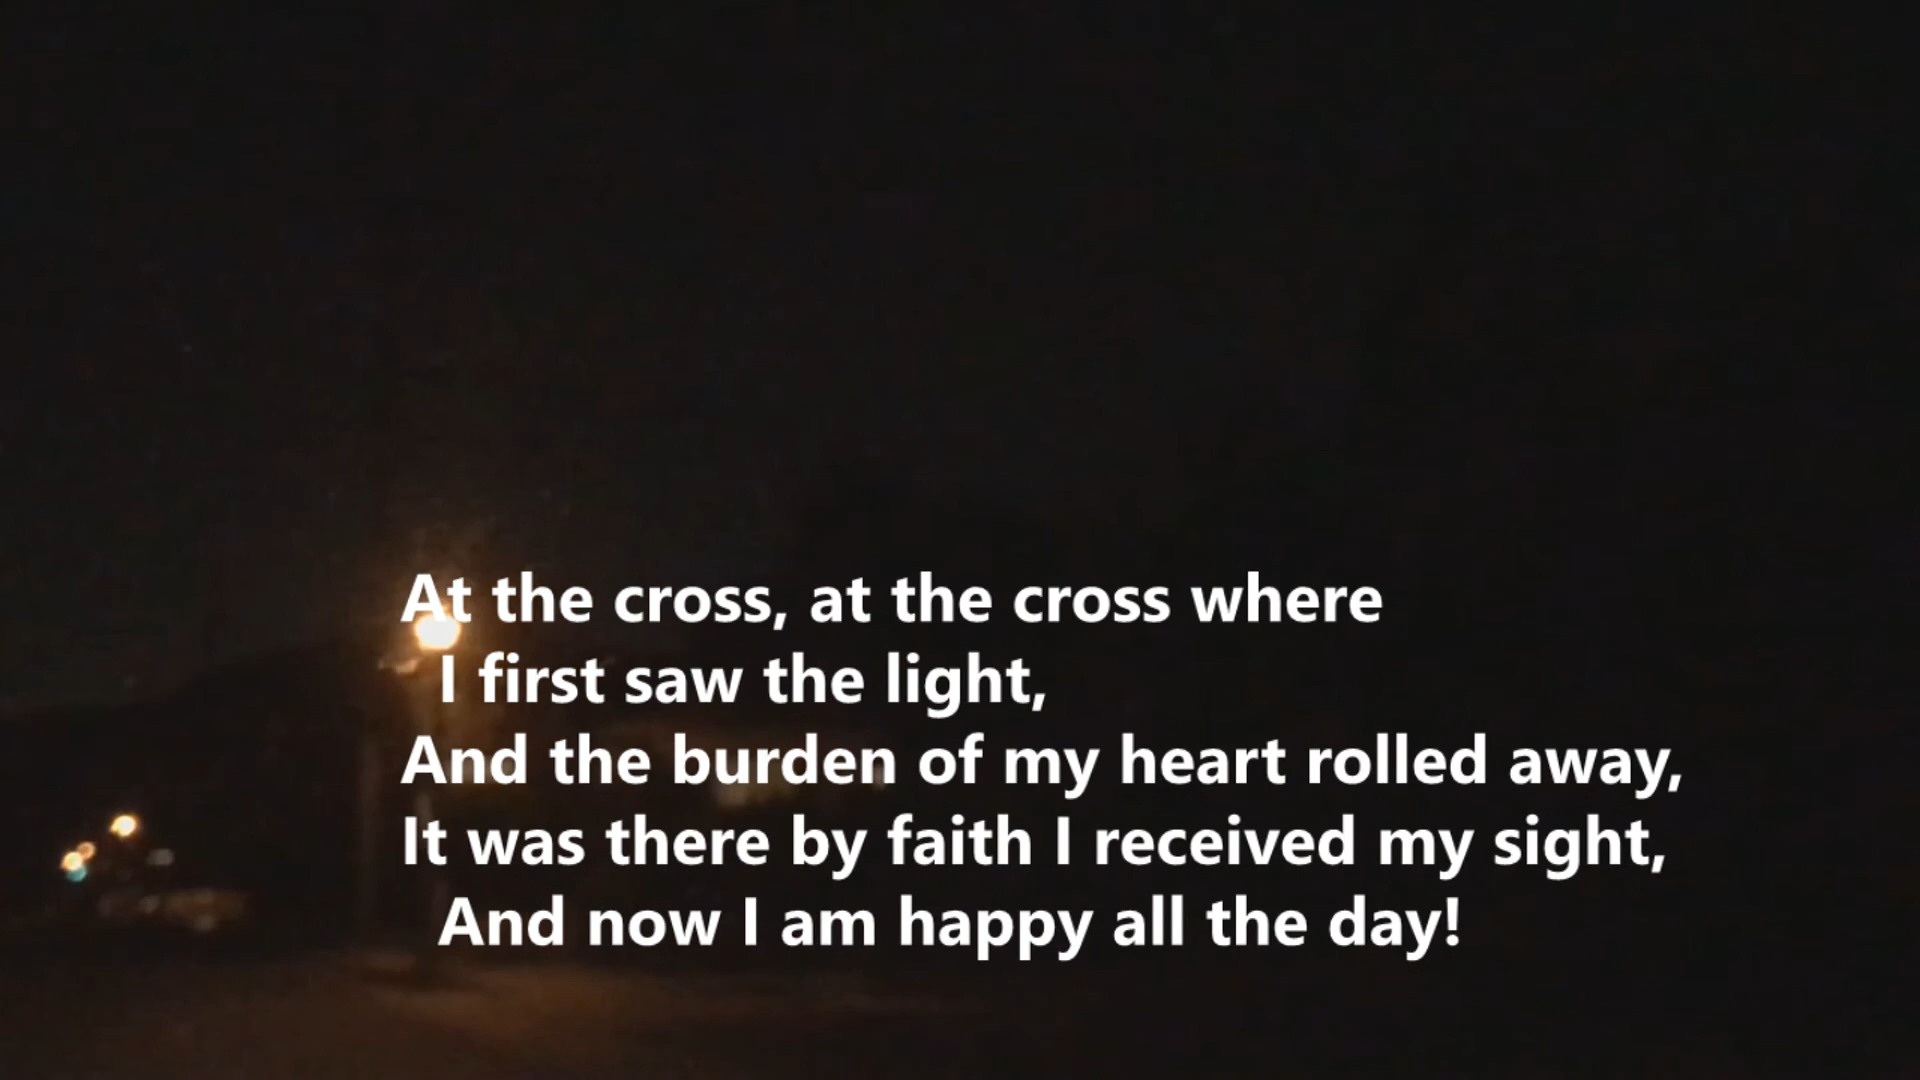 At the cross, at the cross where
I first saw the light,
And the burden of my heart rolled away,
It was there by faith I received my sight,
And now I am happy all the day!